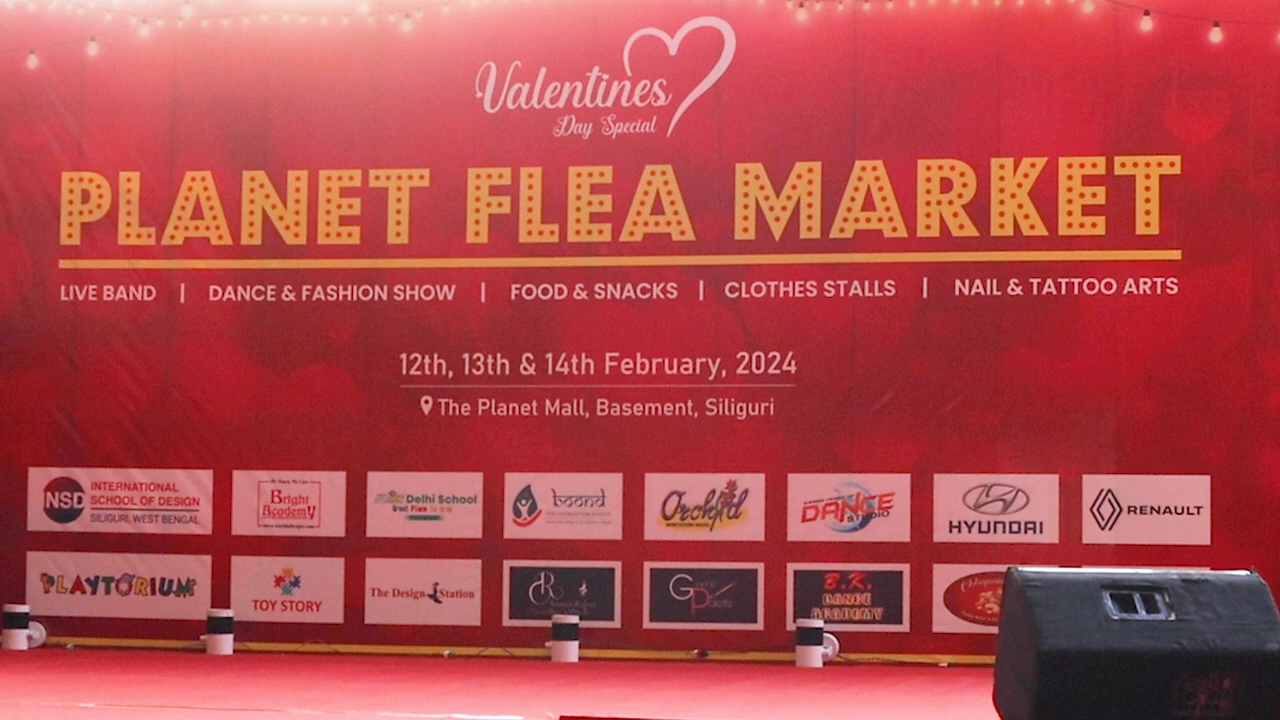 Valentines
Day Special
PLANET FLEA MARKET
LIVE BAND | DANCE & FASHION SHOW | FOOD & SNACKS | CLOTHES STALLS | NAIL & TATTOO ARTS
12th, 13th & 14th February, 2024
The Planet Mall, Basement, Siliguri
NSD
INTERNATIONAL
SCHOOL OF DESIGN
SILIGURI, WEST BENGAL
Bright
Academy
Delhi School
boond
Orchid
DANCE
STUDIO
HYUNDAI
RENAULT
PLAYTORIUM
TOY STORY
The Design Station
B.K.
DANCE
ACADEMY